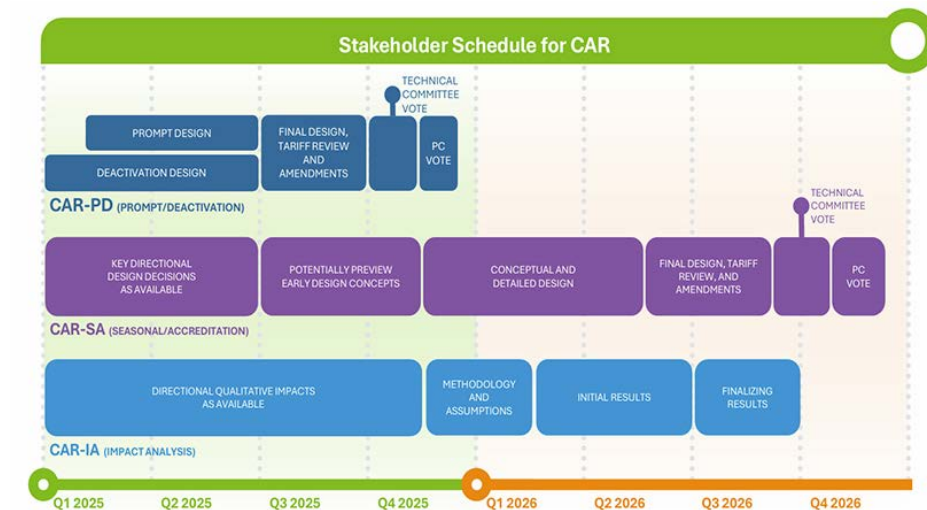 Stakeholder Schedule for CAR
TECHNICAL
COMMITTEE
VOTE
PROMPT DESIGN
DEACTIVATION DESIGN
FINAL DESIGN,
TARIFF REVIEW
AND
AMENDMENTS
PC
VOTE
CAR-PD (PROMPT/DEACTIVATION)
TECHNICAL
COMMITTEE
VOTE
KEY DIRECTIONAL
DESIGN DECISIONS
AS AVAILABLE
POTENTIALLY PREVIEW
EARLY DESIGN CONCEPTS
CONCEPTUAL AND
DETAILED DESIGN
FINAL DESIGN, TARIFF
REVIEW, AND
AMENDMENTS
PC
VOTE
CAR-SA (SEASONAL/ACCREDITATION)
DIRECTIONAL QUALITATIVE IMPACTS
AS AVAILABLE
METHODOLOGY
AND
ASSUMPTIONS
INITIAL RESULTS
FINALIZING
RESULTS
CAR-IA (IMPACT ANALYSIS)
Q1 2025
Q2 2025
Q3 2025
Q4 2025
Q1 2026
Q2 2026
Q3 2026
Q4 2026